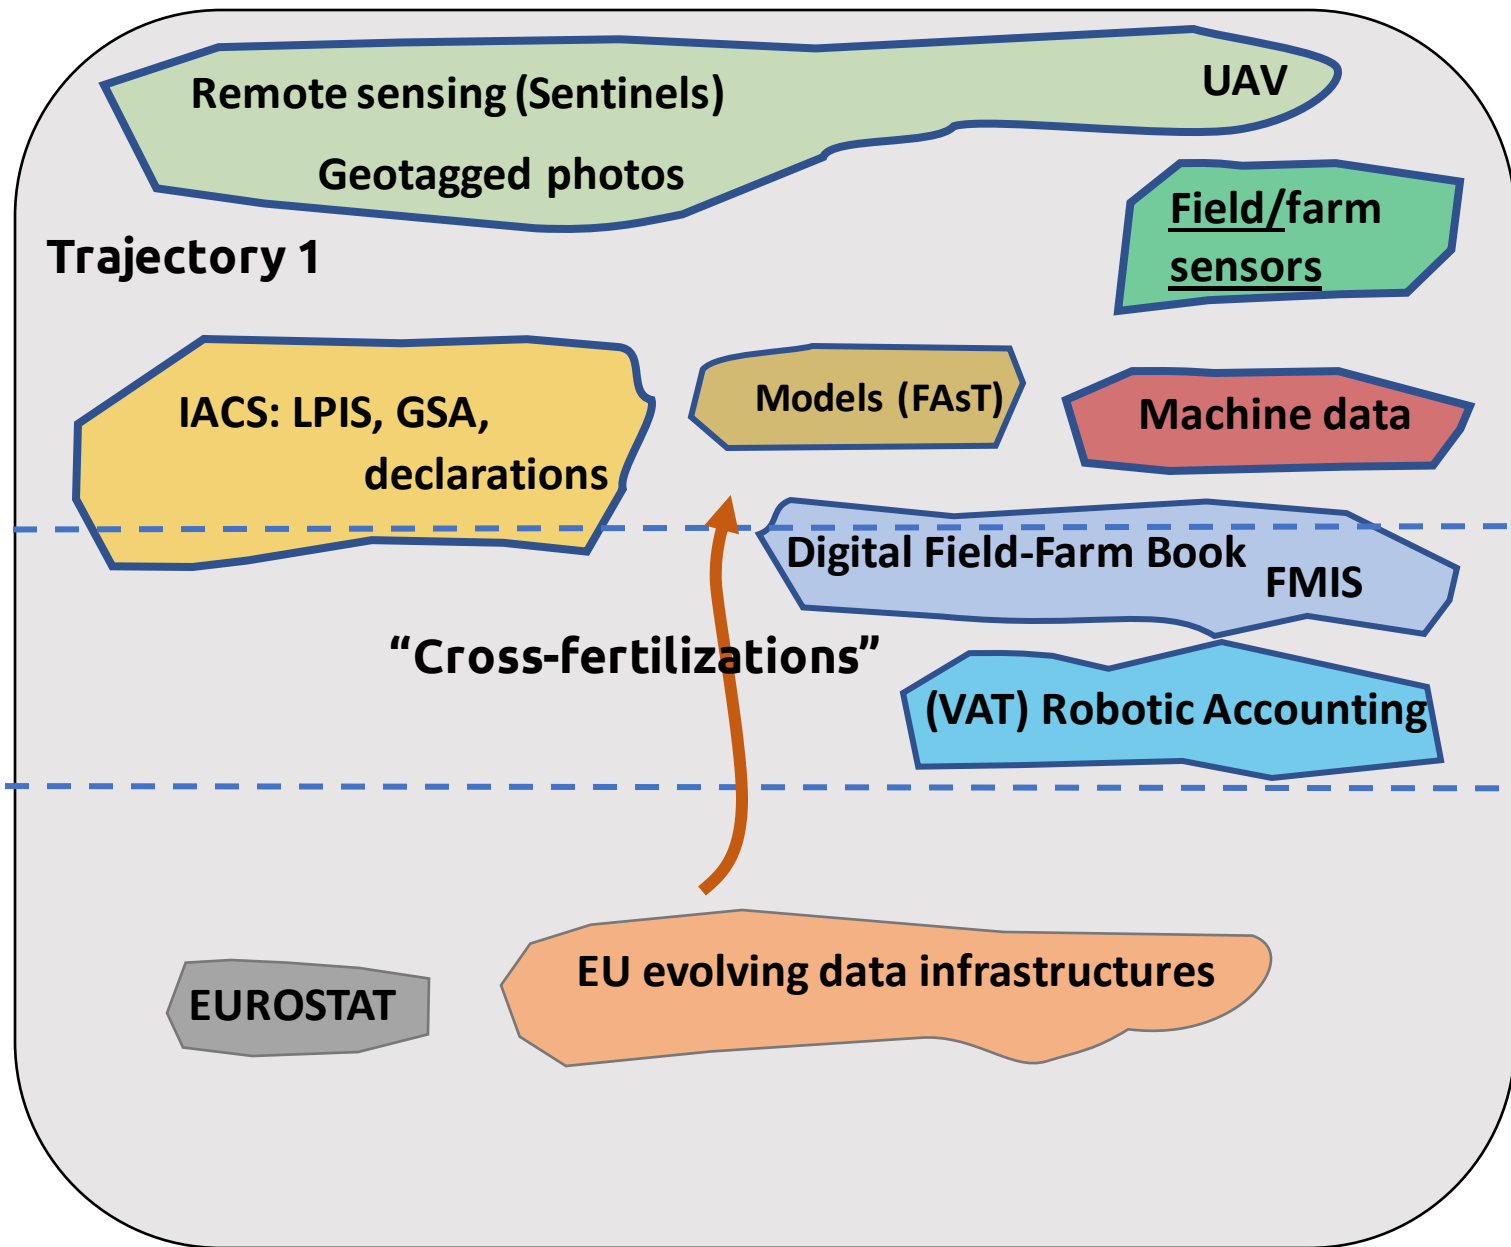 Remote sensing (Sentinels)
UAV
Geotagged photos
Field/farm
sensors
Trajectory 1
IACS: LPIS, GSA,
declarations
Models (FAsT)
Machine data
Digital Field-Farm Book
FMIS
“Cross-fertilizations”
(VAT) Robotic Accounting
EU evolving data infrastructures
EUROSTAT